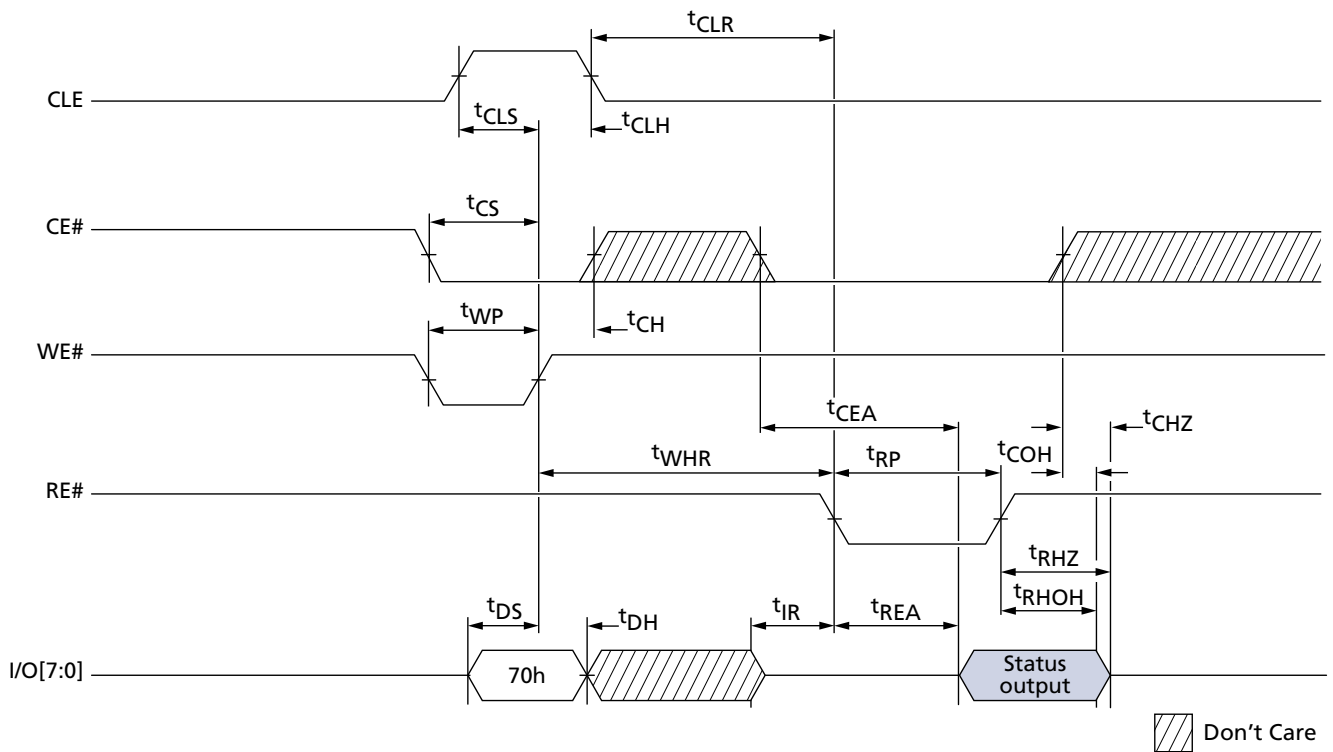 tCLR
CLE
tCLS
tCLH
tCS
CE#
tWP
tCH
WE#
tCEA
tCHZ
tWHR
tRP
tCOH
RE#
tRHZ
tRHOH
tDS
tDH
tIR
tREA
I/O[7:0]
70h
Status
output
Don't Care